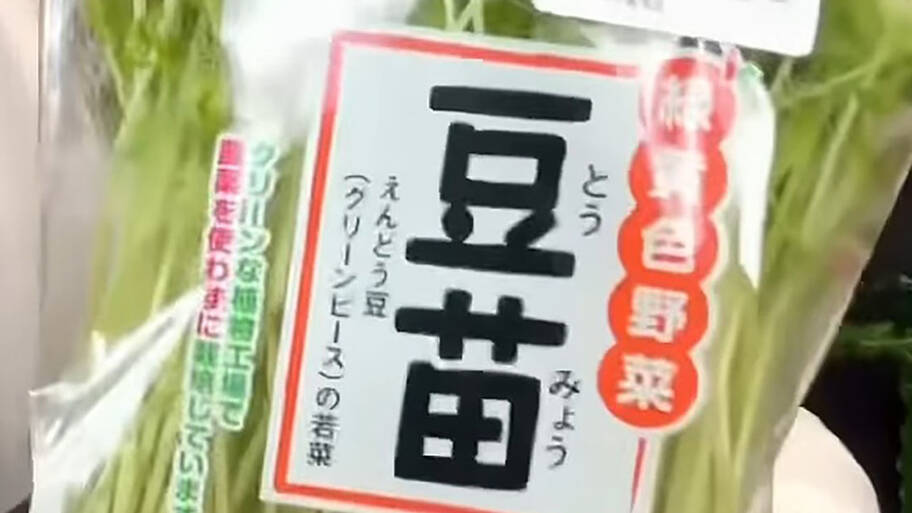 緑黄色野菜
豆苗
とうみょう
えんどう豆
(グリーンピース)の若菜
グリーンな植物工場で
農薬を使わずに栽培していま